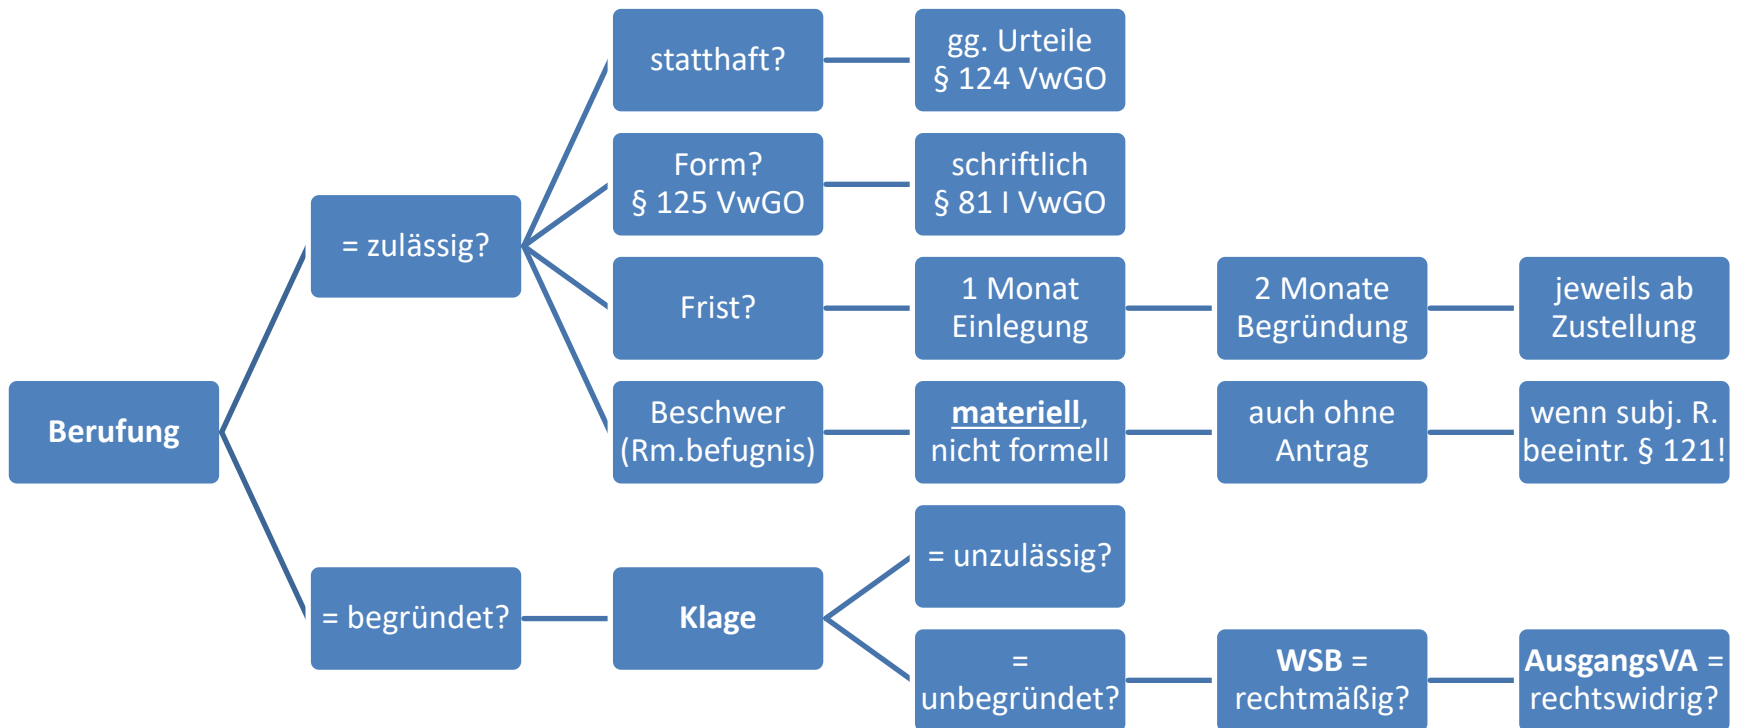 statthaft?
gg. Urteile
§ 124 VwGO
Form?
§ 125 VwGO
schriftlich
§ 81 I VwGO
= zulässig?
Frist?
1 Monat
Einlegung
2 Monate
Begründung
jeweils ab
Zustellung
Berufung
Beschwer
(Rm.befugnis)
materiell,
nicht formell
auch ohne
Antrag
wenn subj. R.
beeintr. § 121!
= begründet?
Klage
= unzulässig?
=
unbegründet?
WSB =
rechtmäßig?
AusgangsVA =
rechtswidrig?